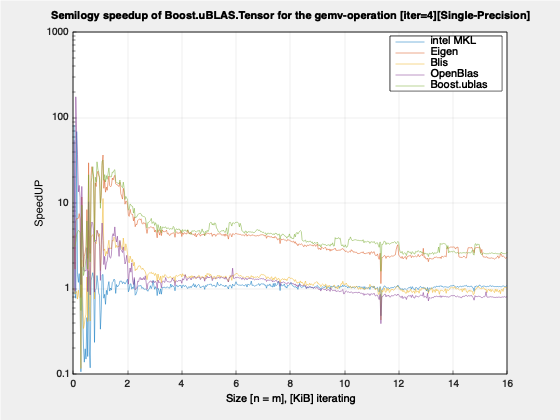 Semilogy speedup of Boost.uBLAS.Tensor for the gemv-operation [iter=4][Single-Precision]
1000
100
10
1
0.1
SpeedUP
intel MKL
Eigen
Blis
OpenBlas
Boost.ublas
0 2 4 6 8 10 12 14 16
Size [n = m], [KiB] iterating